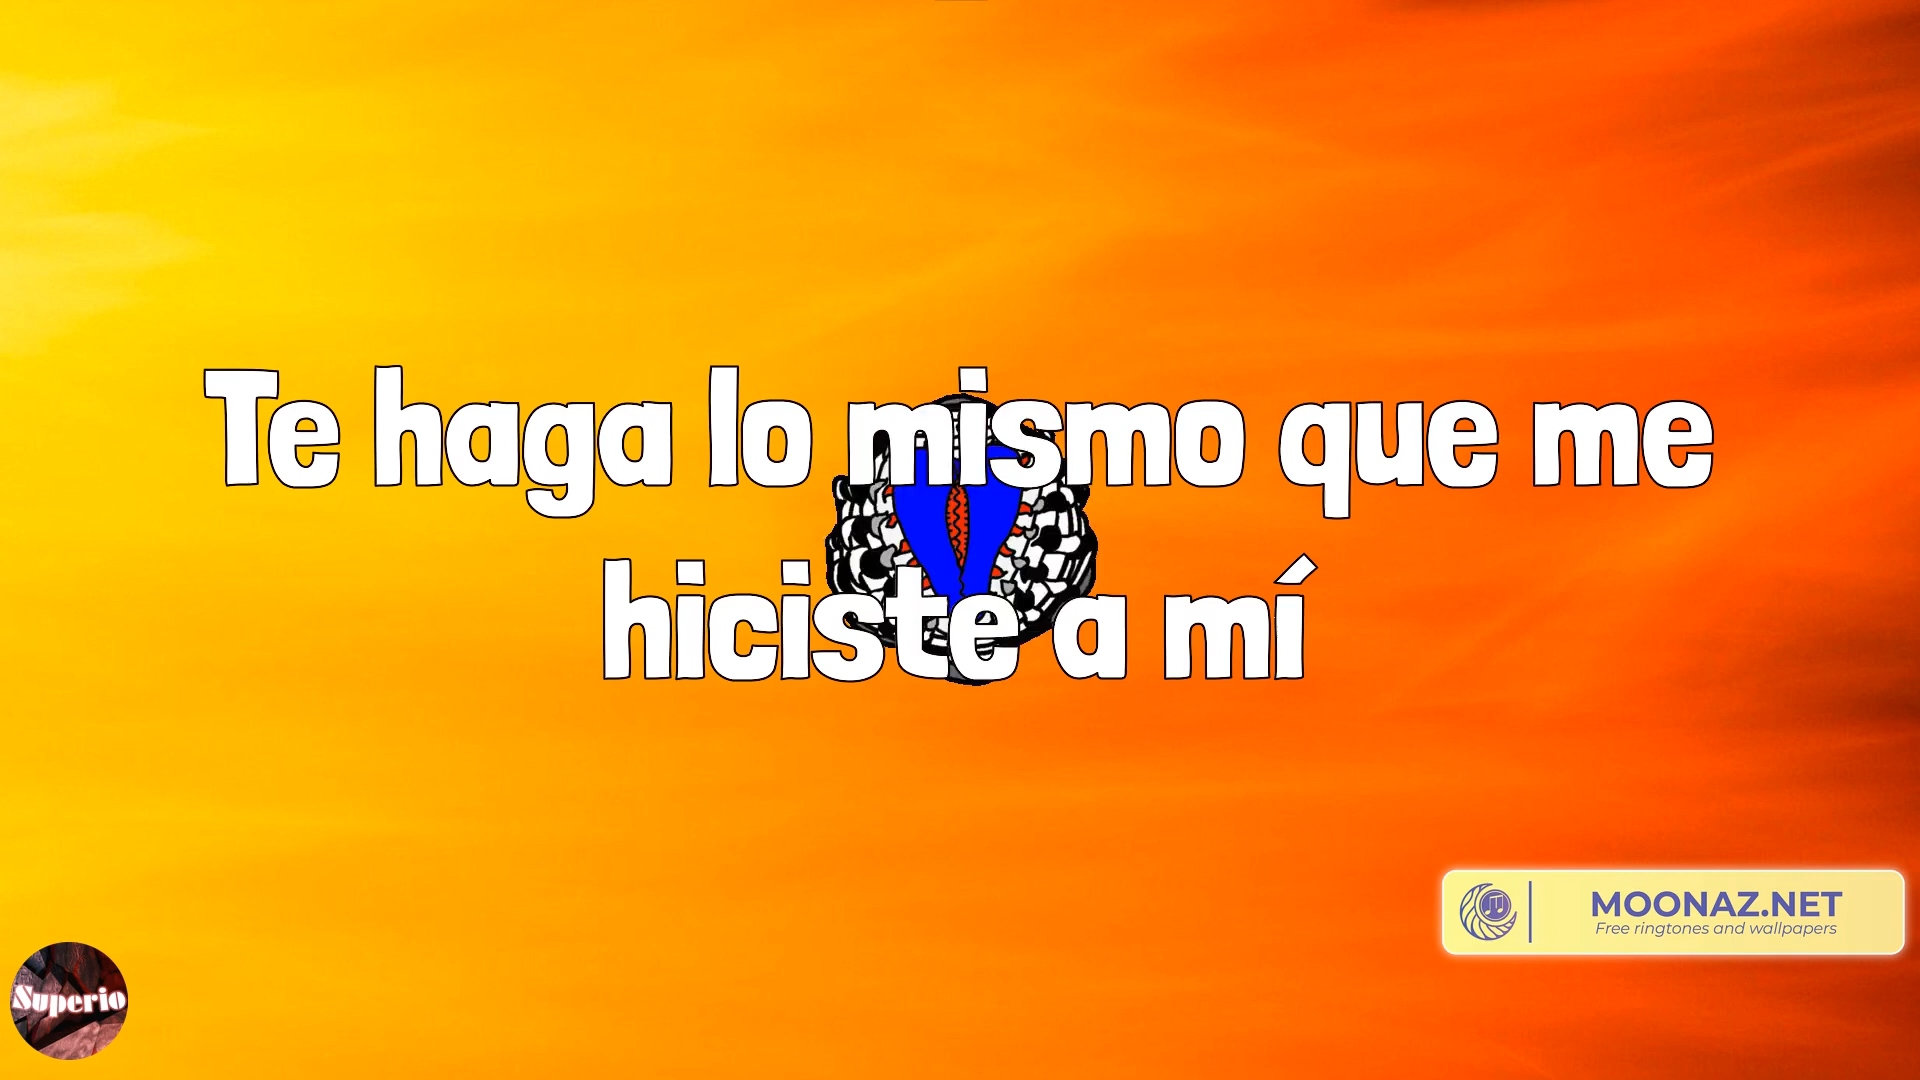 Te haga lo mismo que me
hiciste a mí
MOONAZ.NET
Free ringtones and wallpapers
Superio